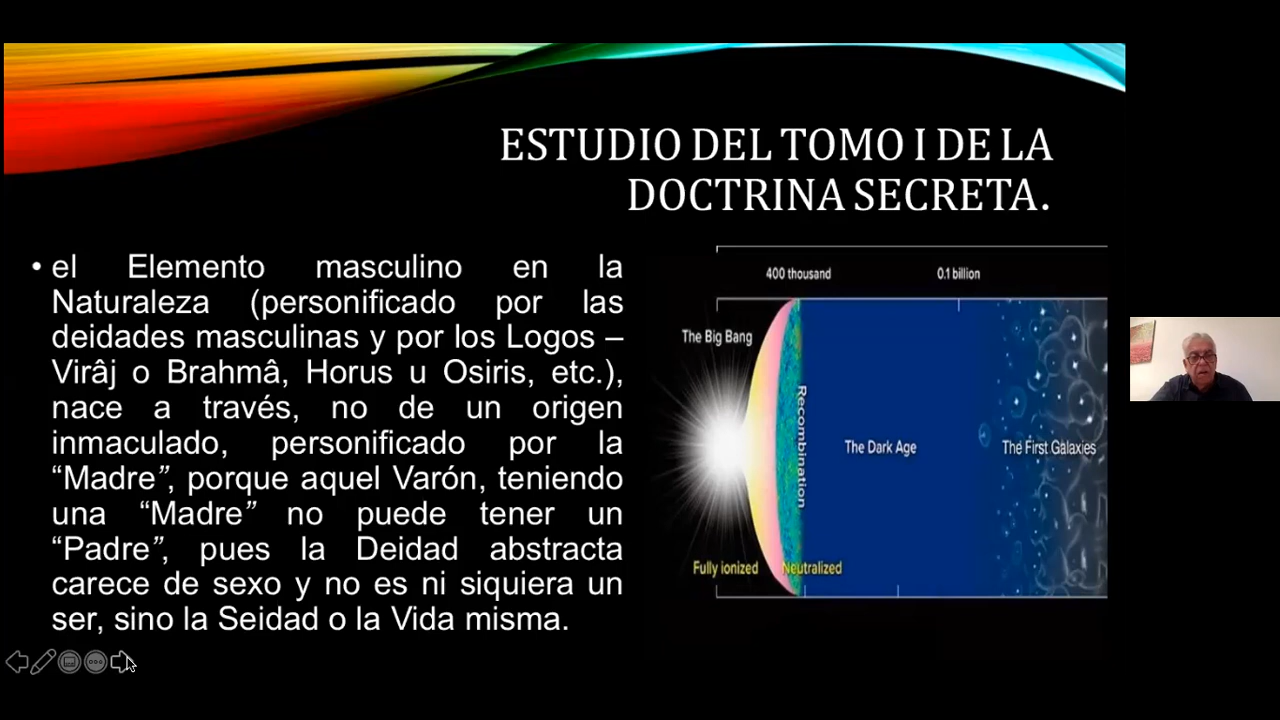 ESTUDIO DEL TOMO I DE LA
DOCTRINA SECRETA.
• el Elemento masculino en la
Naturaleza (personificado por las
deidades masculinas y por los Logos –
Virâj o Brahmâ, Horus u Osiris, etc.),
nace a través, no de un origen
inmaculado, personificado por la
“Madre”, porque aquel Varón, teniendo
una “Madre” no puede tener un
“Padre”, pues la Deidad abstracta
carece de sexo y no es ni siquiera un
ser, sino la Seidad o la Vida misma.
400 thousand
0.1 billion
The Big Bang
Recombination
The Dark Age
The First Galaxies
Fully ionized
Neutralized